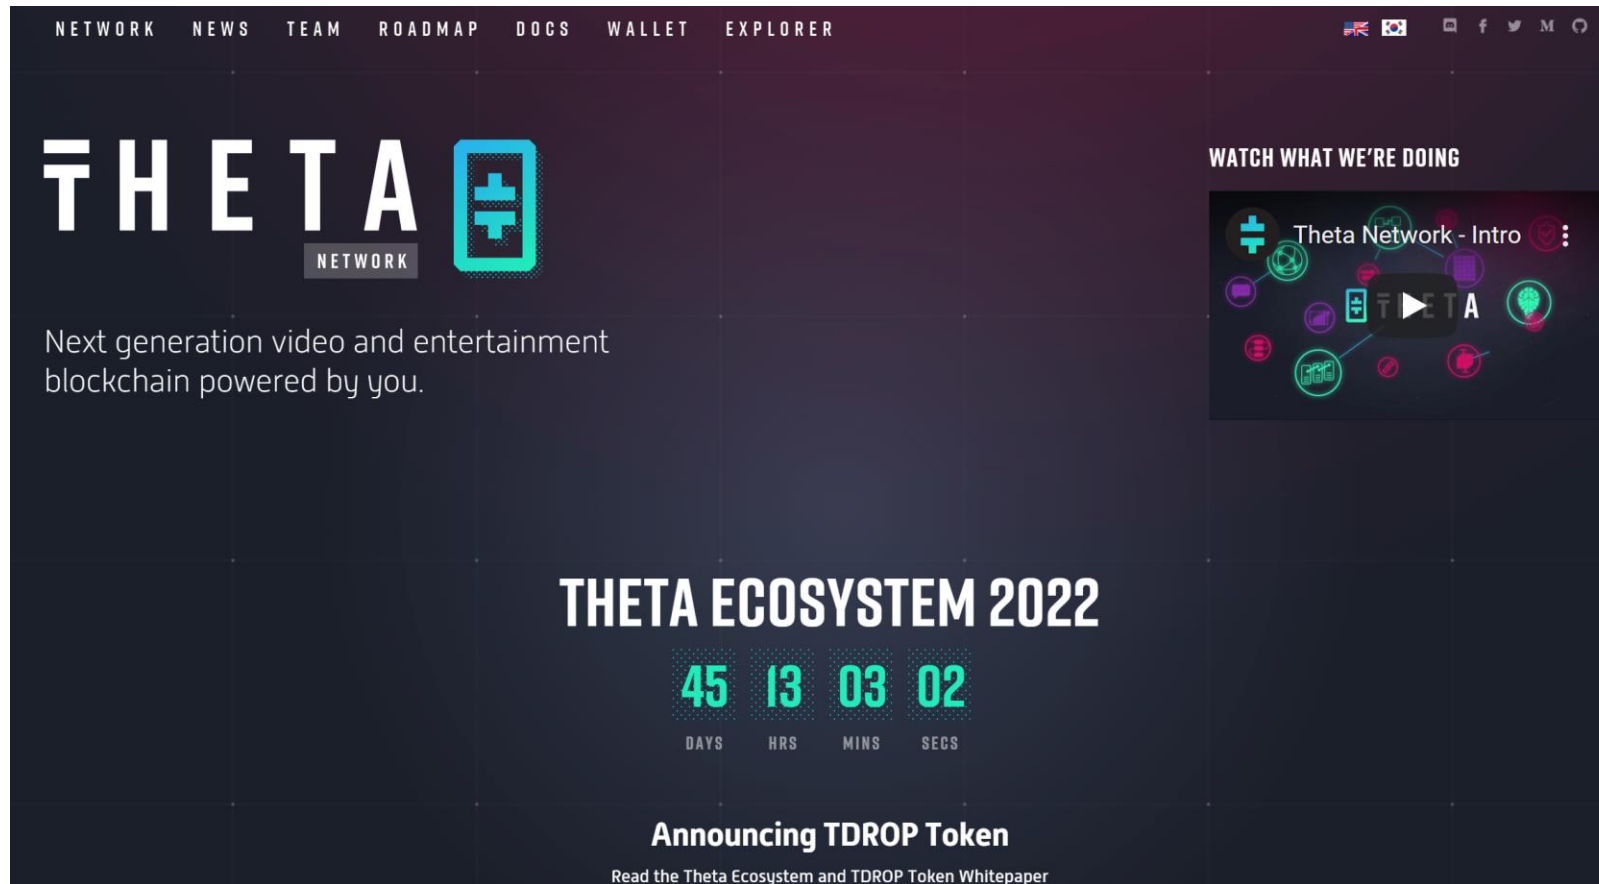 NETWORK NEWS TEAM ROADMAP DOCS WALLET EXPLORER
THETA
NETWORK
Next generation video and entertainment
blockchain powered by you.
WATCH WHAT WE'RE DOING
Theta Network - Intro
THETA
THETA ECOSYSTEM 2022
45 13 03 02
DAYS HRS MINS SECS
Announcing TDROP Token
Read the Theta Ecosystem and TDROP Token Whitepaper